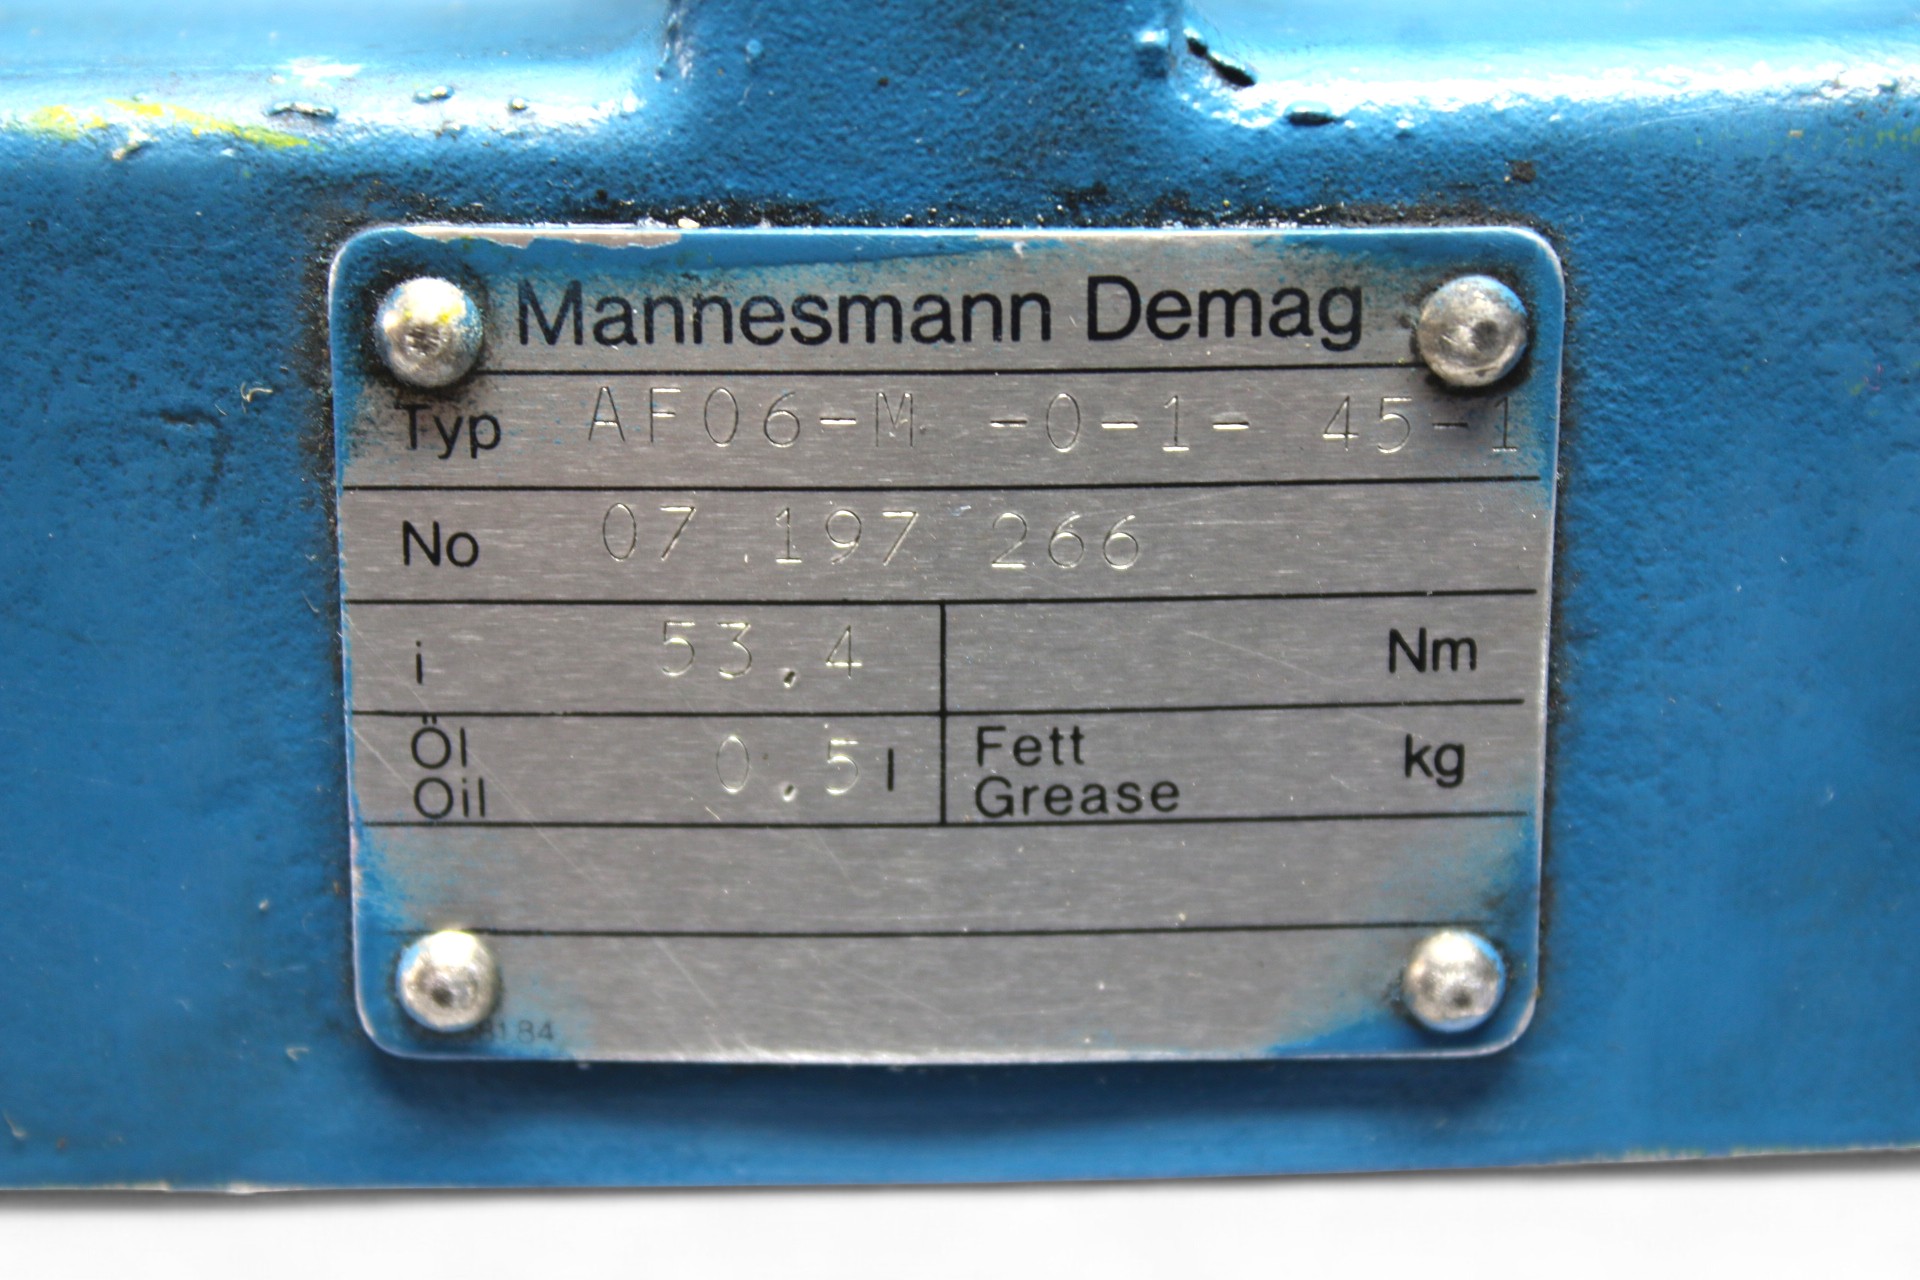 Mannesmann Demag
Typ AF06-M -0-1- 45-1
No 07 197 266
i 53,4 Nm
Öl
Oil 0.5 l Fett
Grease kg